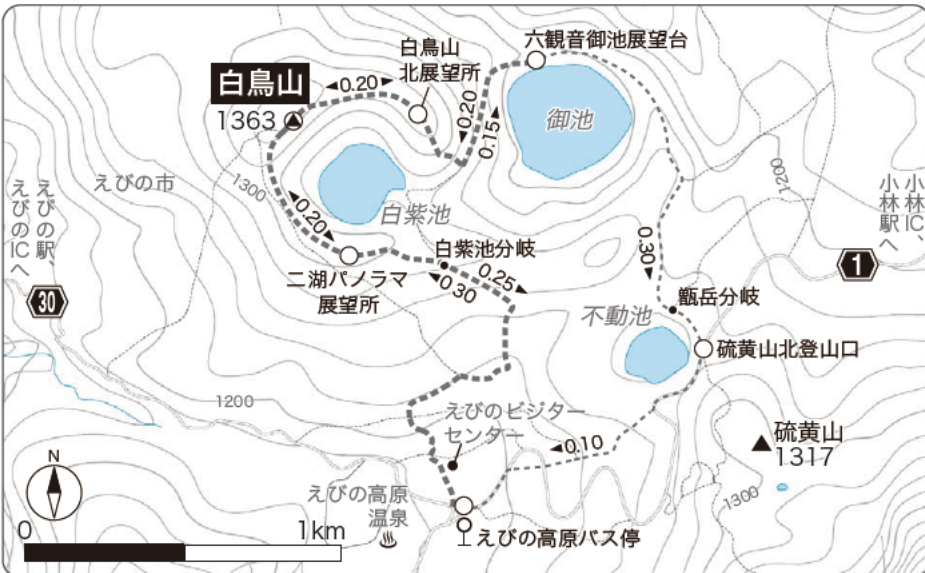 六観音御池展望台
白鳥山
北展望所
白鳥山
1363
◀0.20▶
◀0.20
0.15▶
御池
1300
えびの市
白紫池
1200
小林IC、
小林駅へ
えびの駅、
えびのICへ
◀0.20▶
白紫池分岐
0.25▶
◀0.30
0.30▶
1
30
二湖パノラマ
展望所
不動池
甑岳分岐
硫黄山北登山口
1200
えびのビジター
センター
硫黄山
1317
◀0.10
N
えびの高原
温泉
1300
0
1km
えびの高原バス停